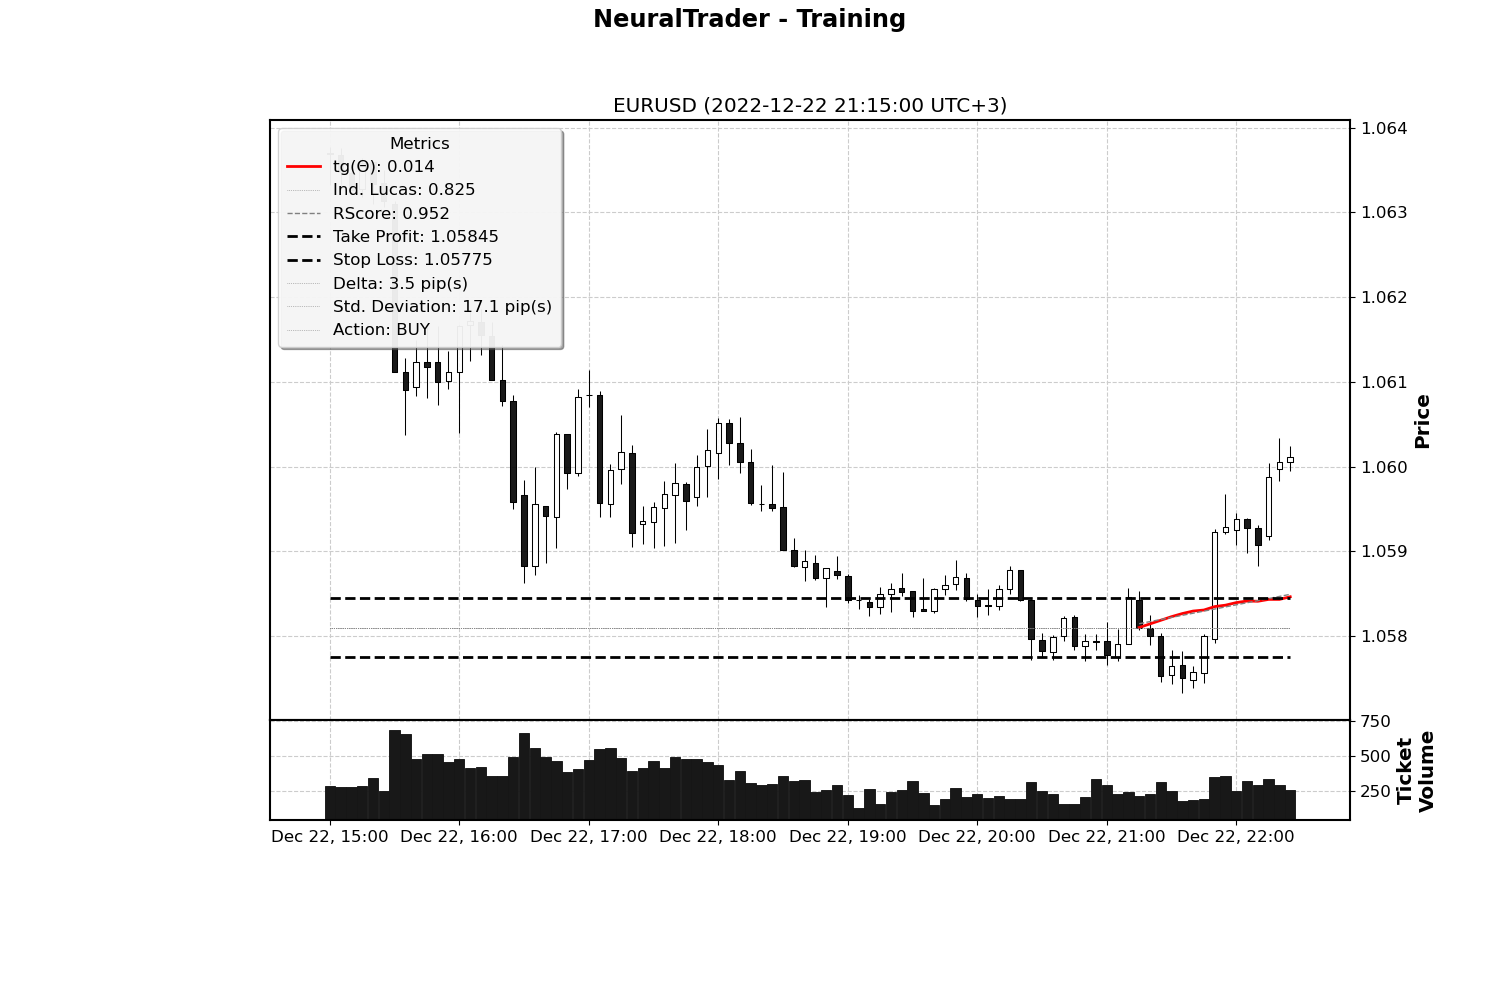 NeuralTrader - Training
EURUSD (2022-12-22 21:15:00 UTC+3)
Metrics
tg(Θ): 0.014
Ind. Lucas: 0.825
RScore: 0.952
Take Profit: 1.05845
Stop Loss: 1.05775
Delta: 3.5 pip(s)
Std. Deviation: 17.1 pip(s)
Action: BUY
1.064
1.063
1.062
1.061
1.060
1.059
1.058
Price
750
500
250
Ticket
Volume
Dec 22, 15:00 Dec 22, 16:00 Dec 22, 17:00 Dec 22, 18:00 Dec 22, 19:00 Dec 22, 20:00 Dec 22, 21:00 Dec 22, 22:00